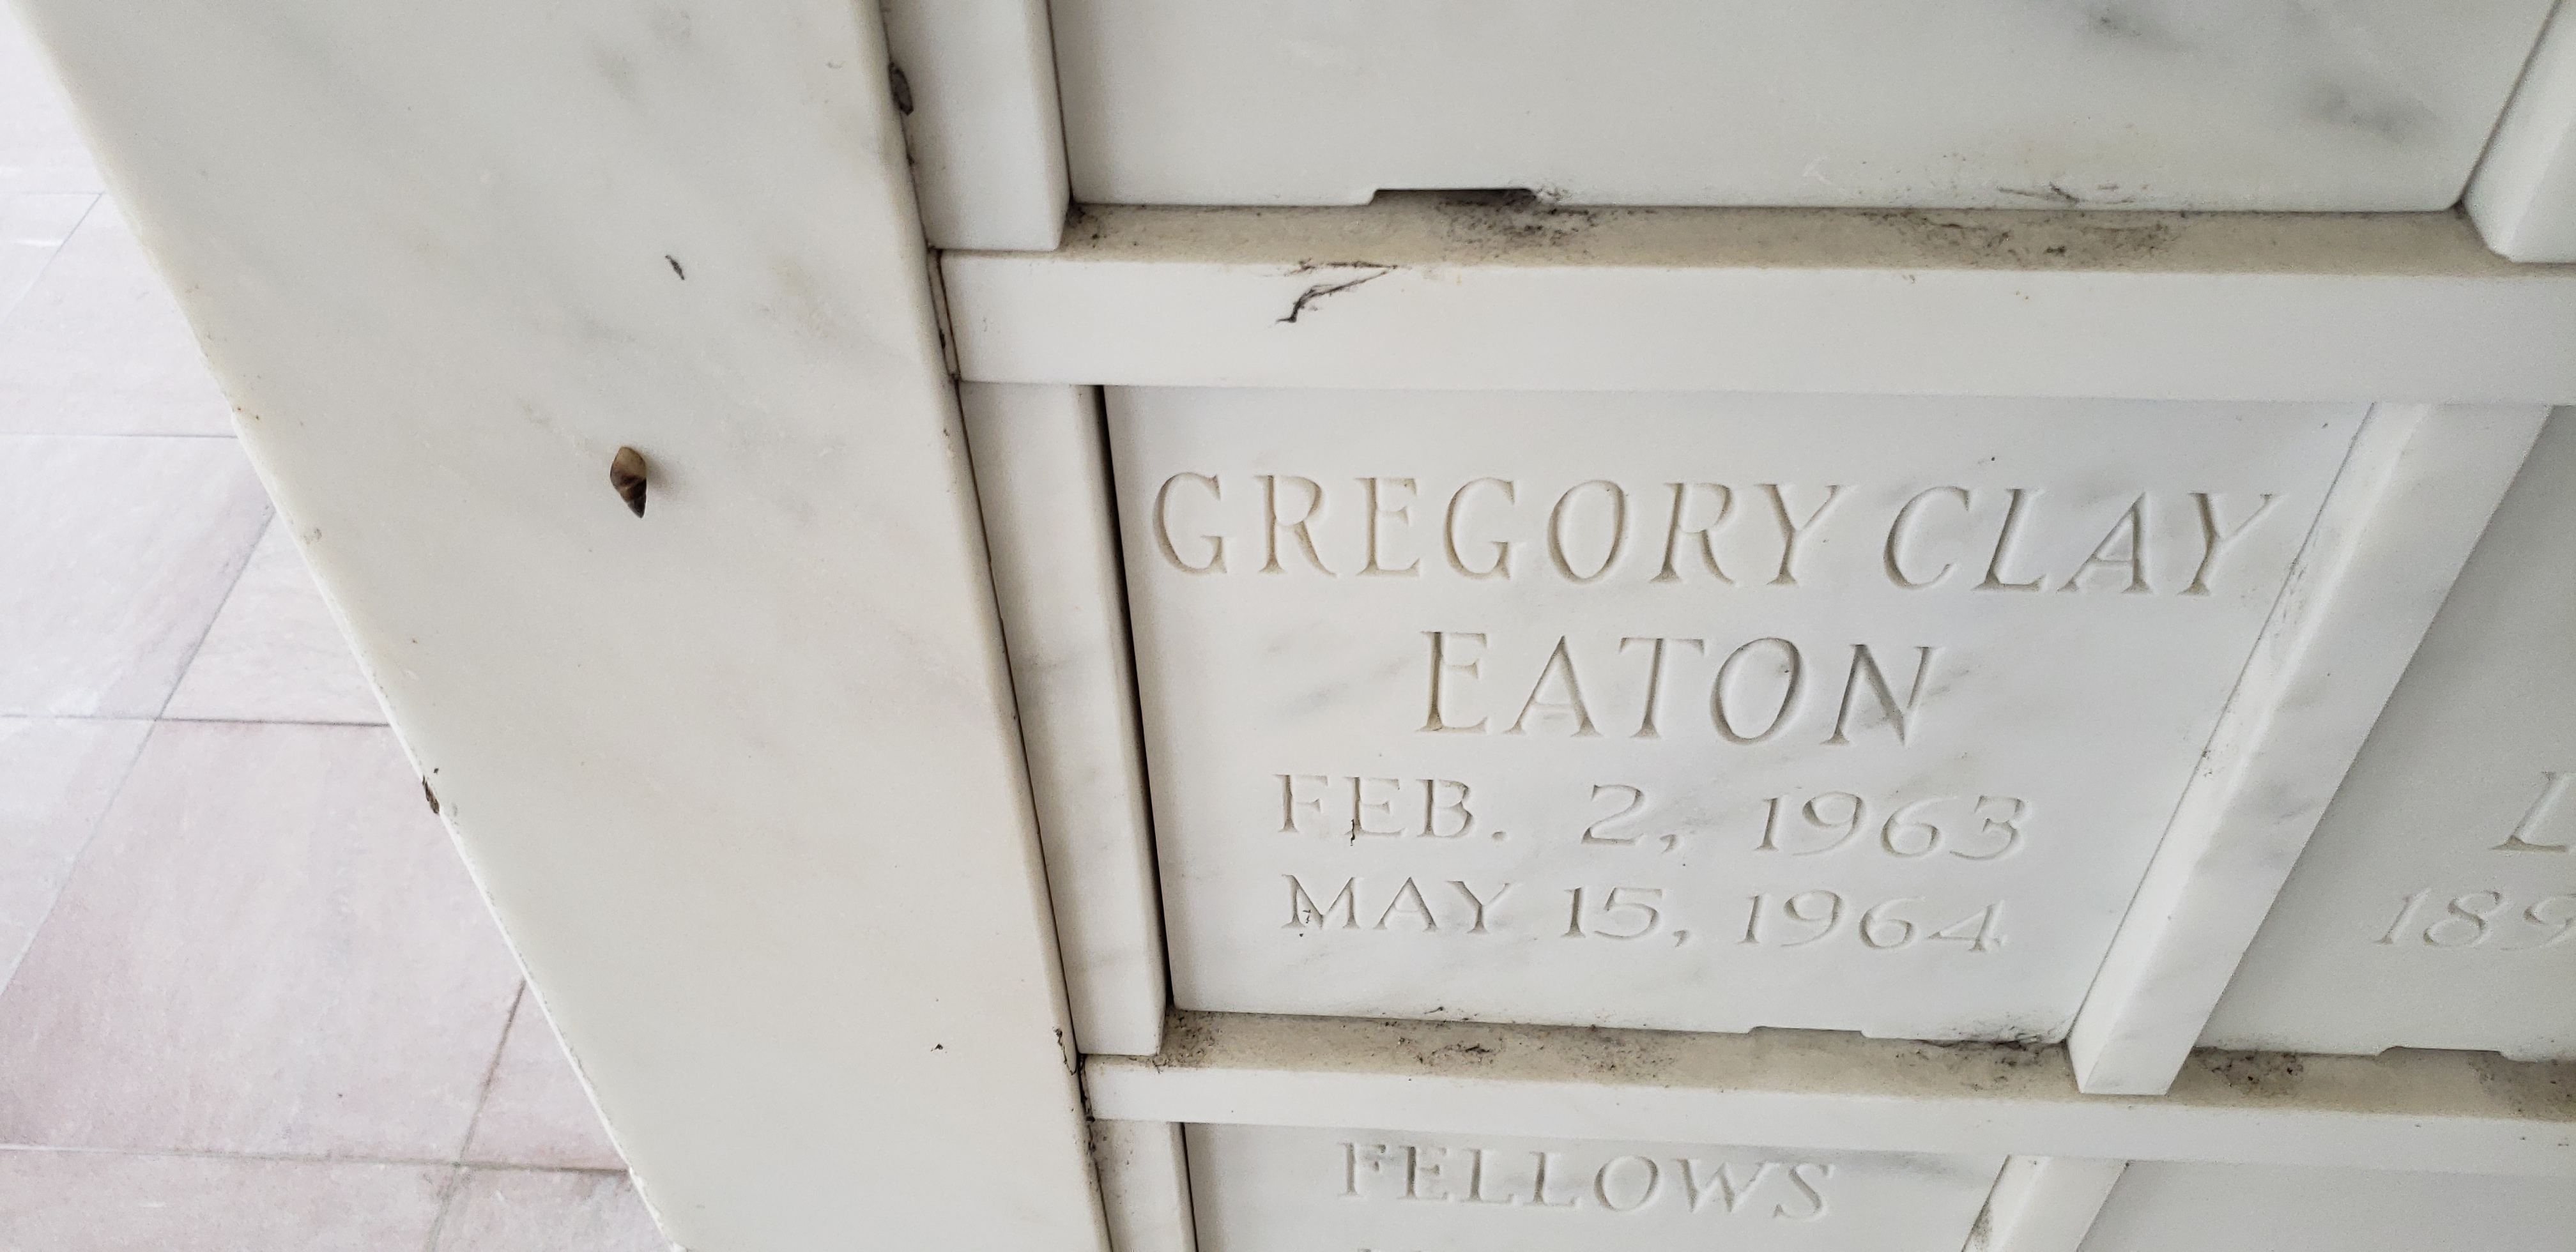 GREGORY CLAY
EATON
FEB. 2, 1963
MAY 15, 1964
FELLOWS